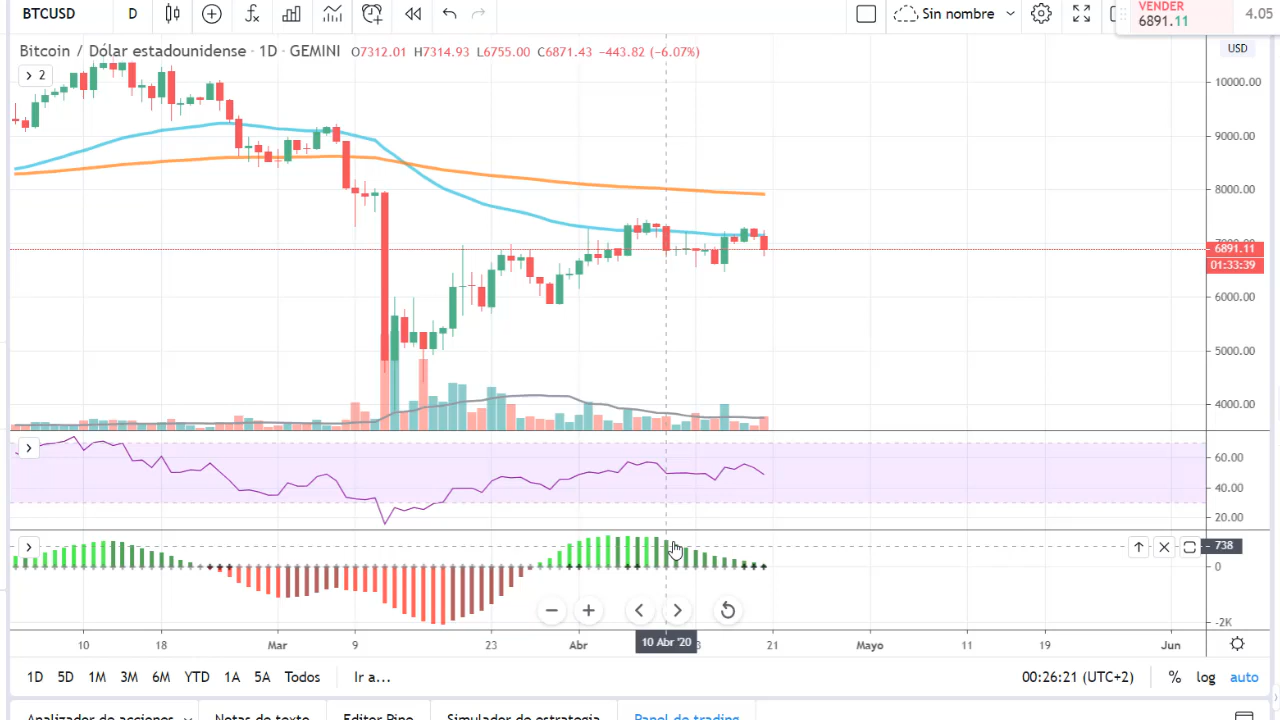 BTCUSD D Sin nombre VENDER 6891.11 4.05
Bitcoin / Dólar estadounidense · 1D · GEMINI O7312.01 H7314.93 L6755.00 C6871.43 -443.82 (-6.07%) USD
2
10000.00
9000.00
8000.00
7000.00
6891.11
01:33:39
6000.00
5000.00
4000.00
60.00
40.00
20.00
738
0
-2K
10 18 Mar 9 23 Abr 10 Abr '20 21 Mayo 11 19 Jun
1D 5D 1M 3M 6M YTD 1A 5A Todos Ir a... 00:26:21 (UTC+2) % log auto
Analizador de acciones Notas de texto Editor Pine Simulador de estrategia Panel de trading